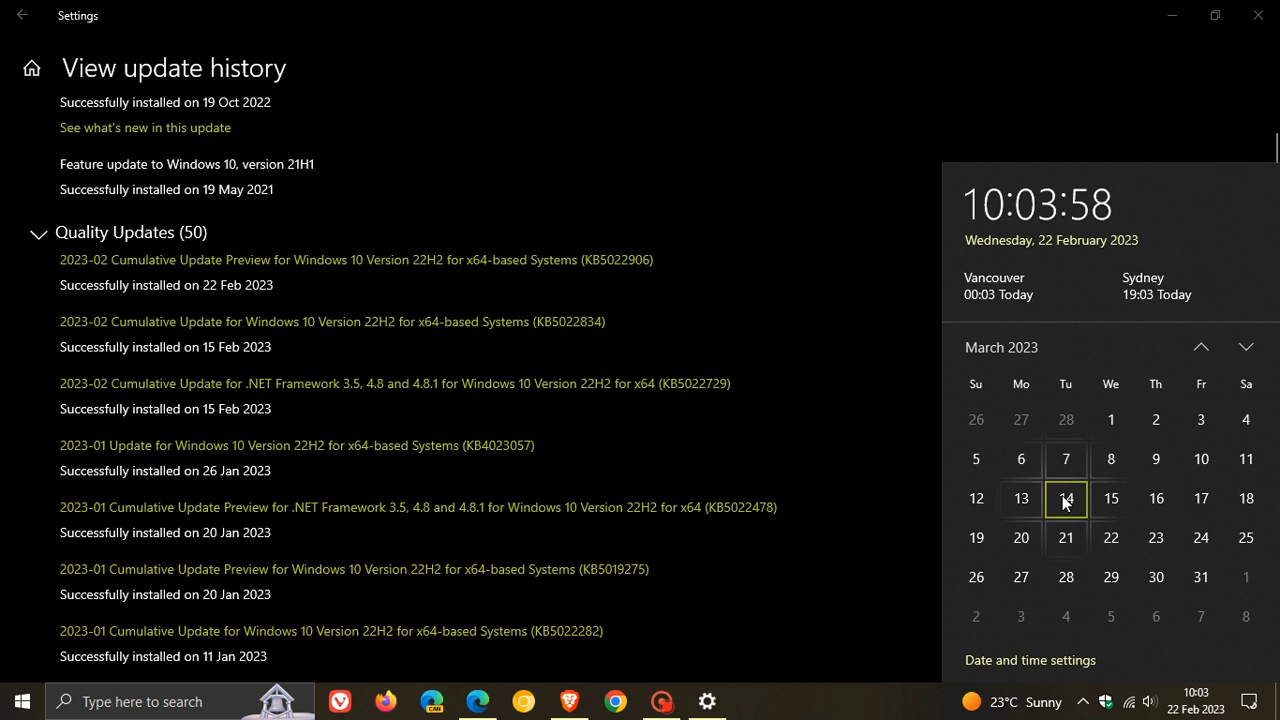 Settings
View update history
Successfully installed on 19 Oct 2022
See what's new in this update
Feature update to Windows 10, version 21H1
Successfully installed on 19 May 2021
Quality Updates (50)
2023-02 Cumulative Update Preview for Windows 10 Version 22H2 for x64-based Systems (KB5022906)
Successfully installed on 22 Feb 2023
2023-02 Cumulative Update for Windows 10 Version 22H2 for x64-based Systems (KB5022834)
Successfully installed on 15 Feb 2023
2023-02 Cumulative Update for .NET Framework 3.5, 4.8 and 4.8.1 for Windows 10 Version 22H2 for x64 (KB5022729)
Successfully installed on 15 Feb 2023
2023-01 Update for Windows 10 Version 22H2 for x64-based Systems (KB4023057)
Successfully installed on 26 Jan 2023
2023-01 Cumulative Update Preview for .NET Framework 3.5, 4.8 and 4.8.1 for Windows 10 Version 22H2 for x64 (KB5022478)
Successfully installed on 20 Jan 2023
2023-01 Cumulative Update Preview for Windows 10 Version 22H2 for x64-based Systems (KB5019275)
Successfully installed on 20 Jan 2023
2023-01 Cumulative Update for Windows 10 Version 22H2 for x64-based Systems (KB5022282)
Successfully installed on 11 Jan 2023
10:03:58
Wednesday, 22 February 2023
Vancouver Sydney
00:03 Today 19:03 Today
March 2023
Su Mo Tu We Th Fr Sa
26 27 28 1 2 3 4
5 6 7 8 9 10 11
12 13 14 15 16 17 18
19 20 21 22 23 24 25
26 27 28 29 30 31 1
2 3 4 5 6 7 8
Date and time settings
Type here to search
CAN
23°C Sunny
10:03
22 Feb 2023